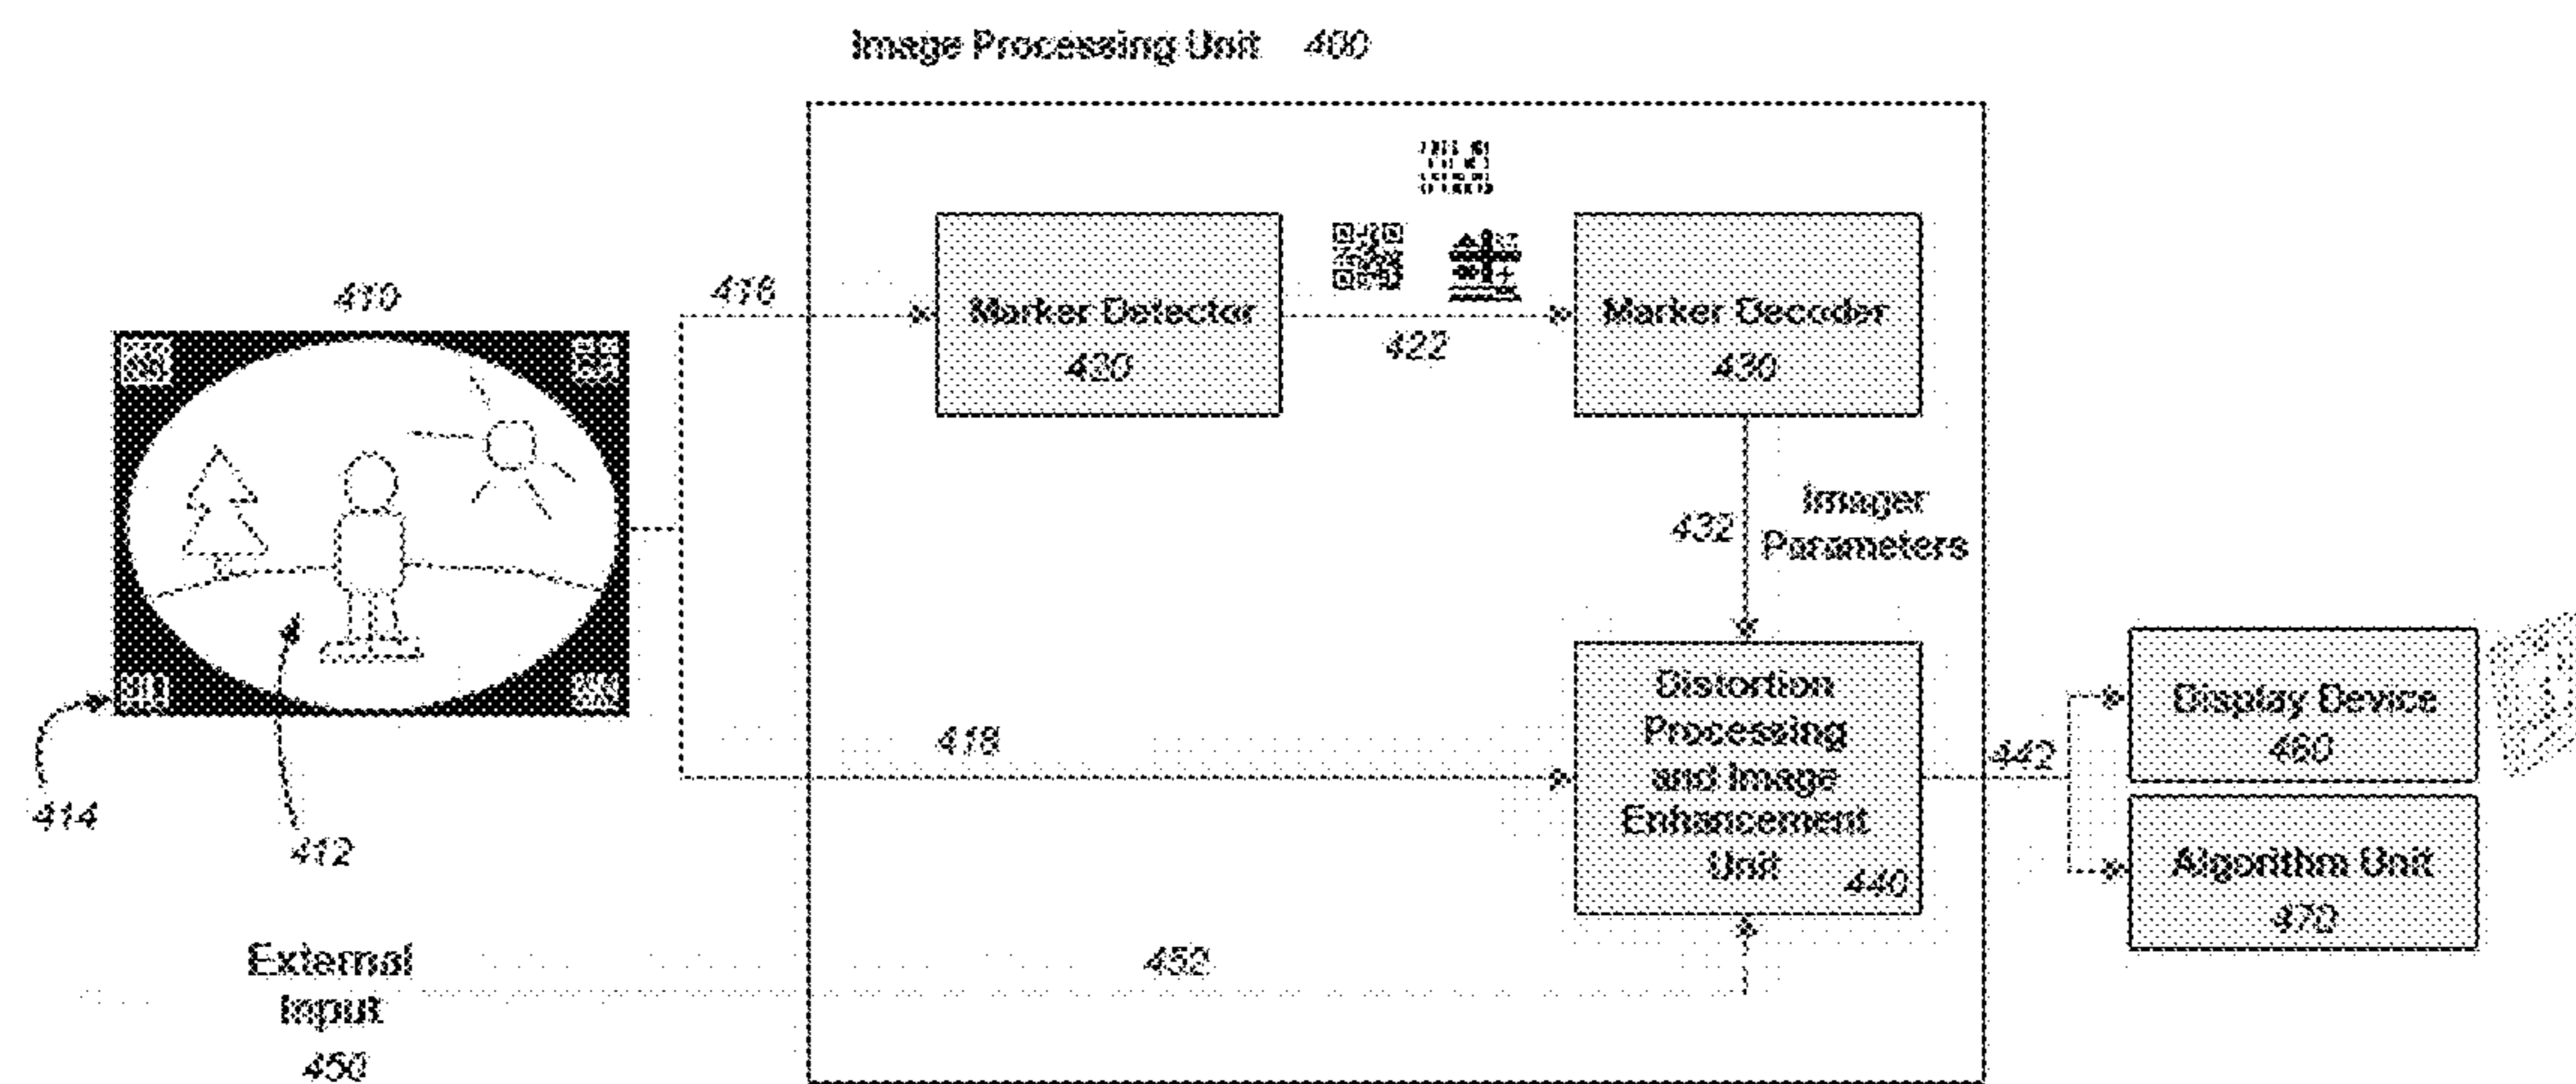 Image Processing Unit 400
410
416
Marker Detector
420
422
Marker Decoder
430
432
Imager
Parameters
418
Distortion
Processing
and Image
Enhancement
Unit
440
442
Display Device
460
Algorithm Unit
470
414
412
External
Input
450
452